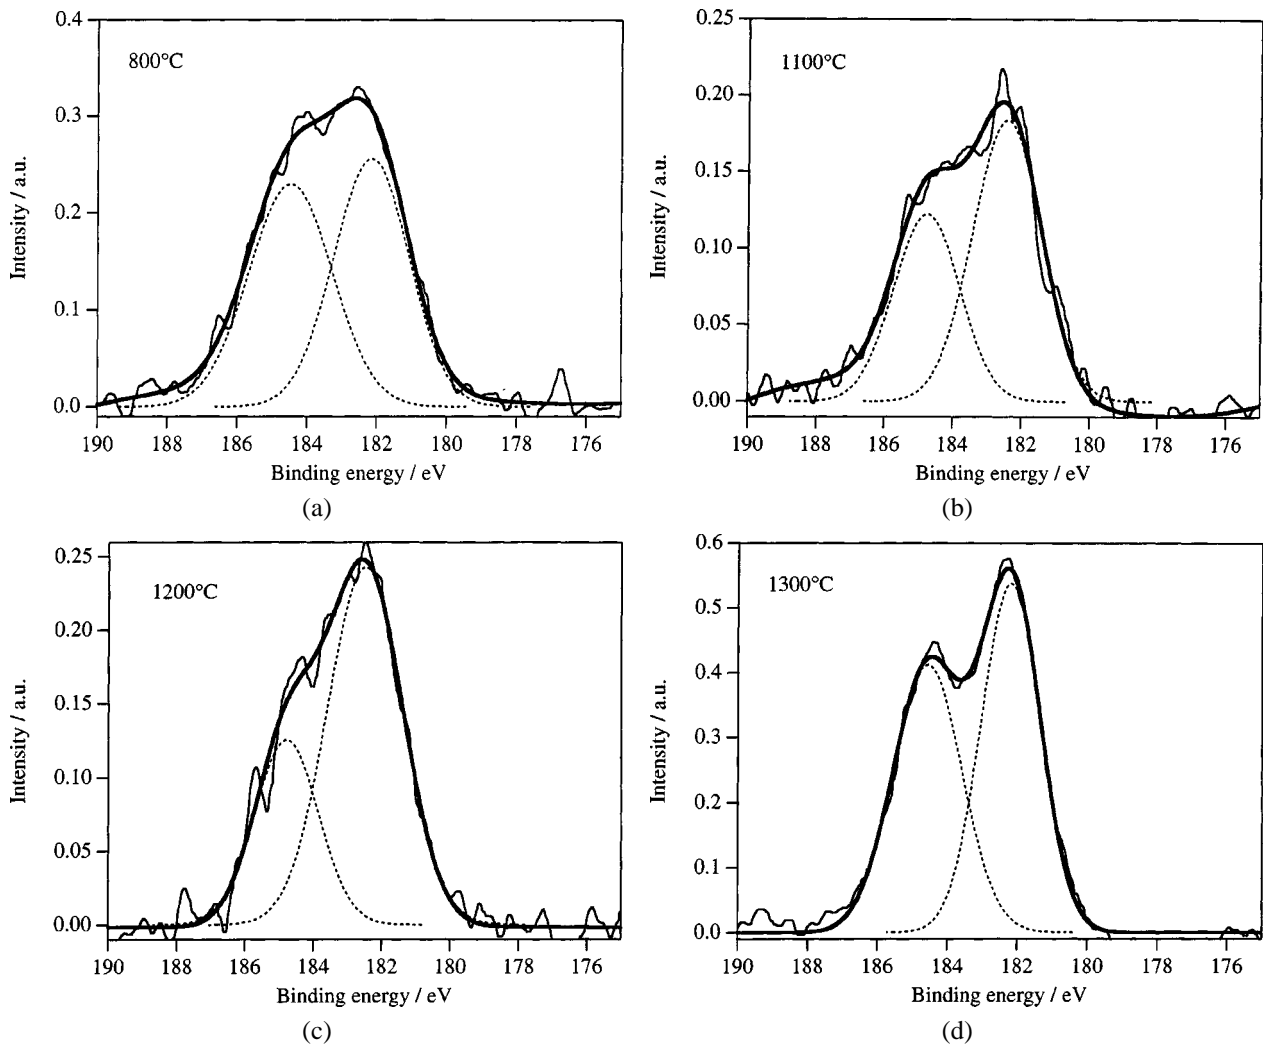 0.4
800°C
0.3
0.2
0.1
0.0
Intensity / a.u.
190 188 186 184 182 180 178 176
Binding energy / eV
(a)
0.25
1100°C
0.20
0.15
0.10
0.05
0.00
Intensity / a.u.
190 188 186 184 182 180 178 176
Binding energy / eV
(b)
0.25
1200°C
0.20
0.15
0.10
0.05
0.00
Intensity / a.u.
190 188 186 184 182 180 178 176
Binding energy / eV
(c)
0.6
1300°C
0.5
0.4
0.3
0.2
0.1
0.0
Intensity / a.u.
190 188 186 184 182 180 178 176
Binding energy / eV
(d)